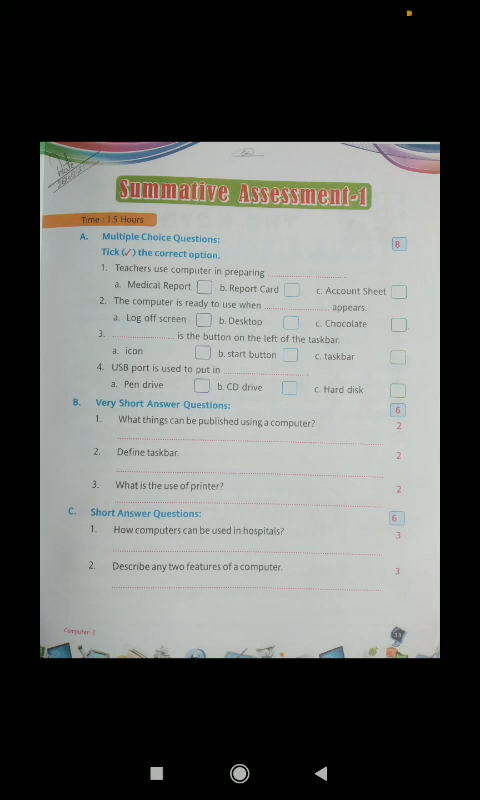 Summative Assessment-1
Time : 1.5 Hours
A. Multiple Choice Questions: 8
Tick (✓) the correct option.
1. Teachers use computer in preparing .................... .
a. Medical Report b. Report Card c. Account Sheet
2. The computer is ready to use when .................... appears.
a. Log off screen b. Desktop c. Chocolate
3. .................... is the button on the left of the taskbar.
a. icon b. start button c. taskbar
4. USB port is used to put in .................... .
a. Pen drive b. CD drive c. Hard disk
B. Very Short Answer Questions: 6
1. What things can be published using a computer? 2
2. Define taskbar. 2
3. What is the use of printer? 2
C. Short Answer Questions: 6
1. How computers can be used in hospitals? 3
2. Describe any two features of a computer. 3